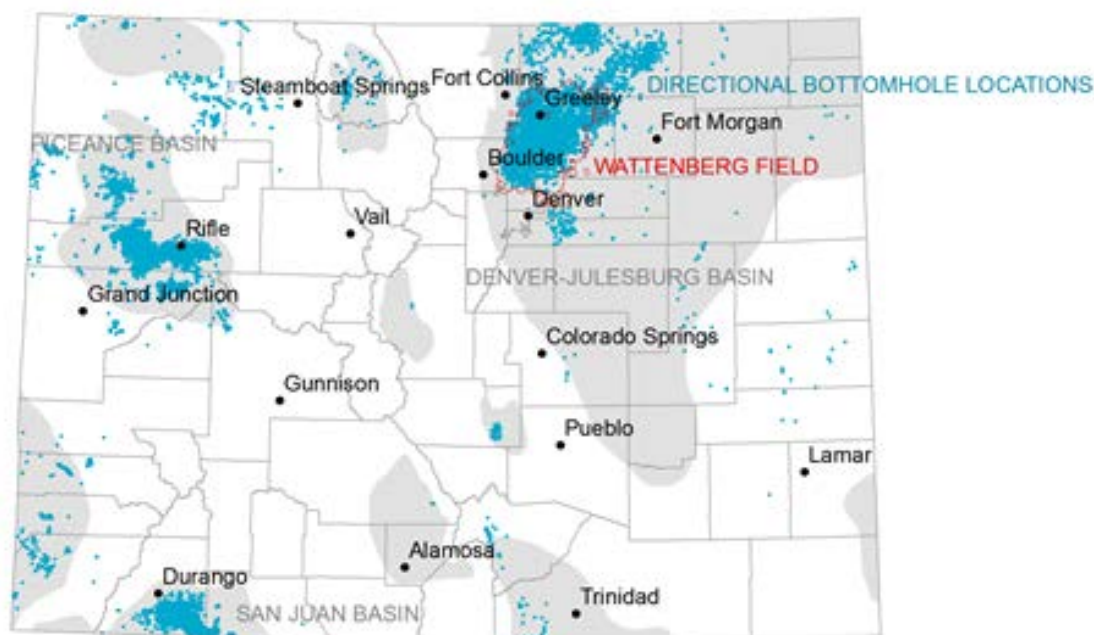 Steamboat Springs
Fort Collins
DIRECTIONAL BOTTOMHOLE LOCATIONS
Greeley
Fort Morgan
PICEANCE BASIN
Boulder
WATTENBERG FIELD
Denver
Vail
Rifle
DENVER-JULESBURG BASIN
Grand Junction
Colorado Springs
Gunnison
Pueblo
Lamar
Alamosa
Durango
SAN JUAN BASIN
Trinidad